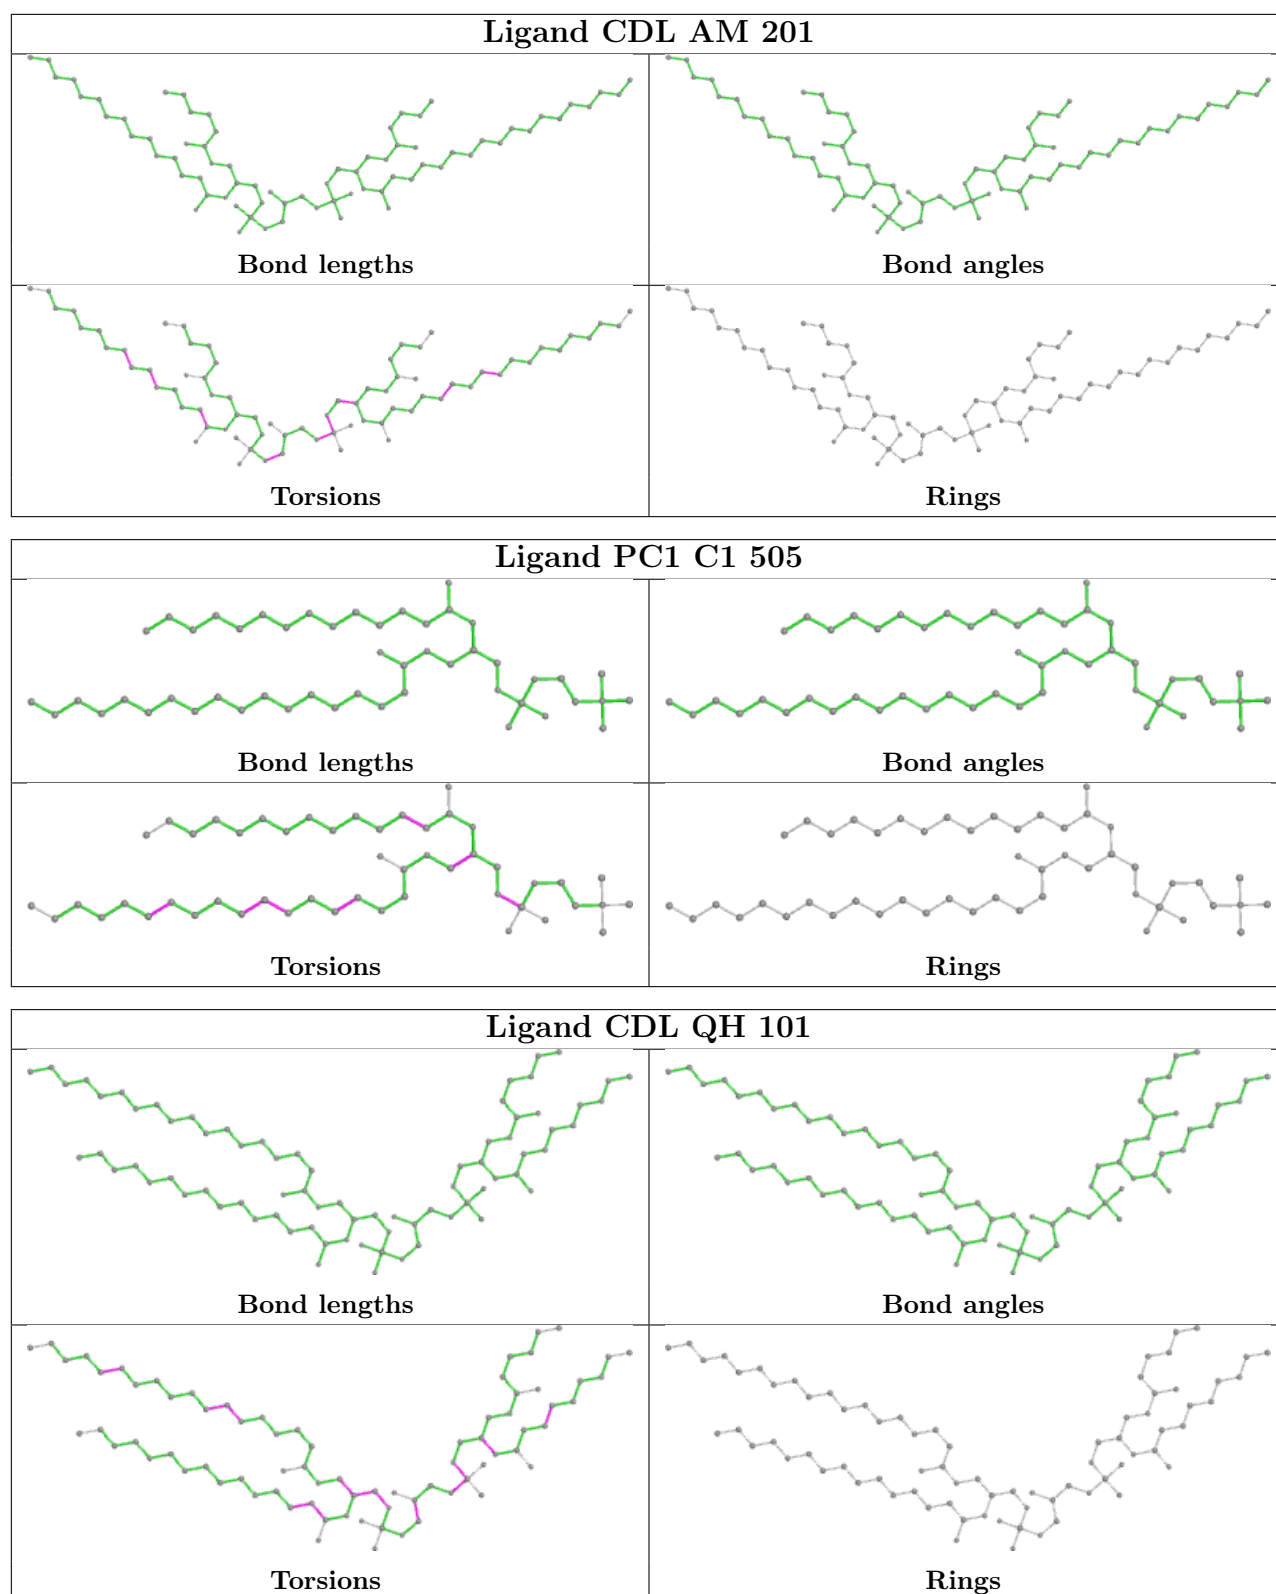 Ligand CDL AM 201
Bond lengths
Bond angles
Torsions
Rings
Ligand PC1 C1 505
Bond lengths
Bond angles
Torsions
Rings
Ligand CDL QH 101
Bond lengths
Bond angles
Torsions
Rings